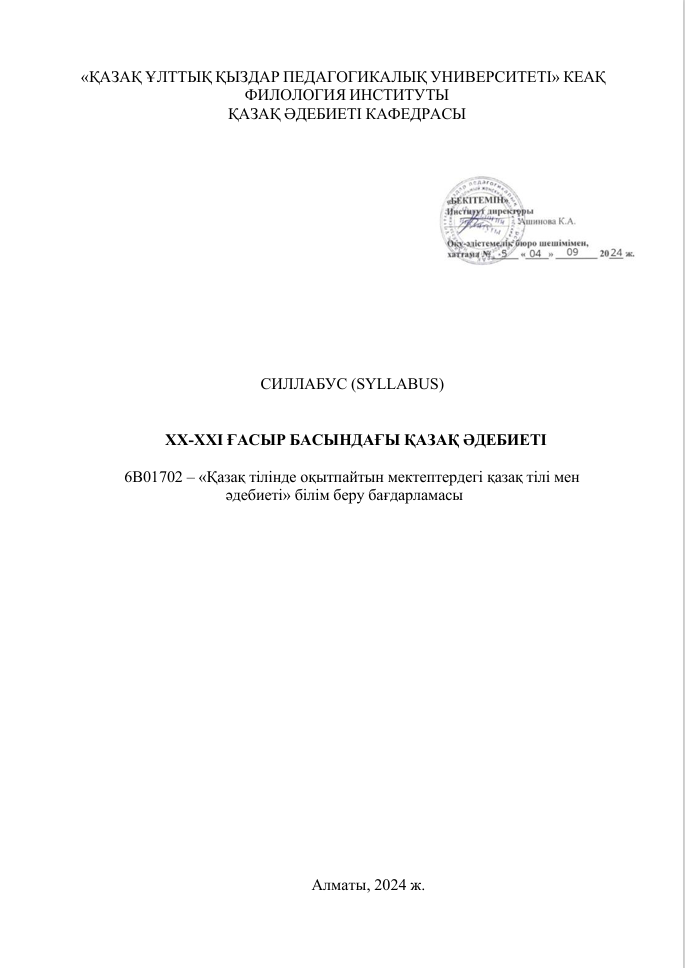 «ҚАЗАҚ ҰЛТТЫҚ ҚЫЗДАР ПЕДАГОГИКАЛЫҚ УНИВЕРСИТЕТІ» КЕАҚ
ФИЛОЛОГИЯ ИНСТИТУТЫ
ҚАЗАҚ ӘДЕБИЕТІ КАФЕДРАСЫ
«БЕКІТЕМІН»
Институт директоры
Ашинова К.А.
Оқу-әдістемелік бюро шешімімен,
хаттама № 5 « 04 » 09 2024 ж.
СИЛЛАБУС (SYLLABUS)
ХХ-ХХІ ҒАСЫР БАСЫНДАҒЫ ҚАЗАҚ ӘДЕБИЕТІ
6В01702 – «Қазақ тілінде оқытпайтын мектептердегі қазақ тілі мен
әдебиеті» білім беру бағдарламасы
Алматы, 2024 ж.